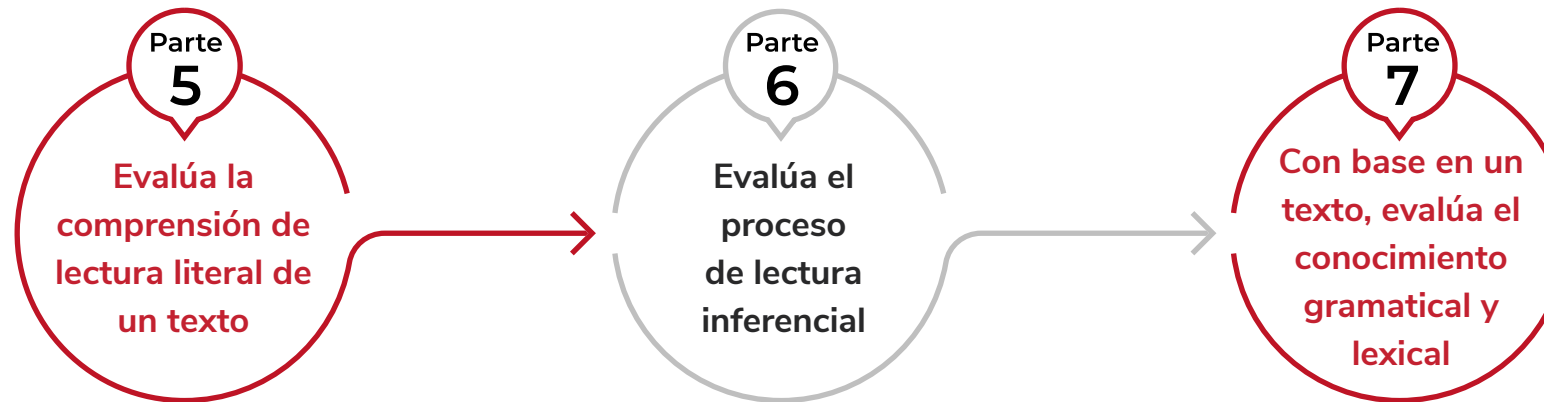 Parte
5
Evalúa la
comprensión de
lectura literal de
un texto
Parte
6
Evalúa el
proceso
de lectura
inferencial
Parte
7
Con base en un
texto, evalúa el
conocimiento
gramatical y
lexical